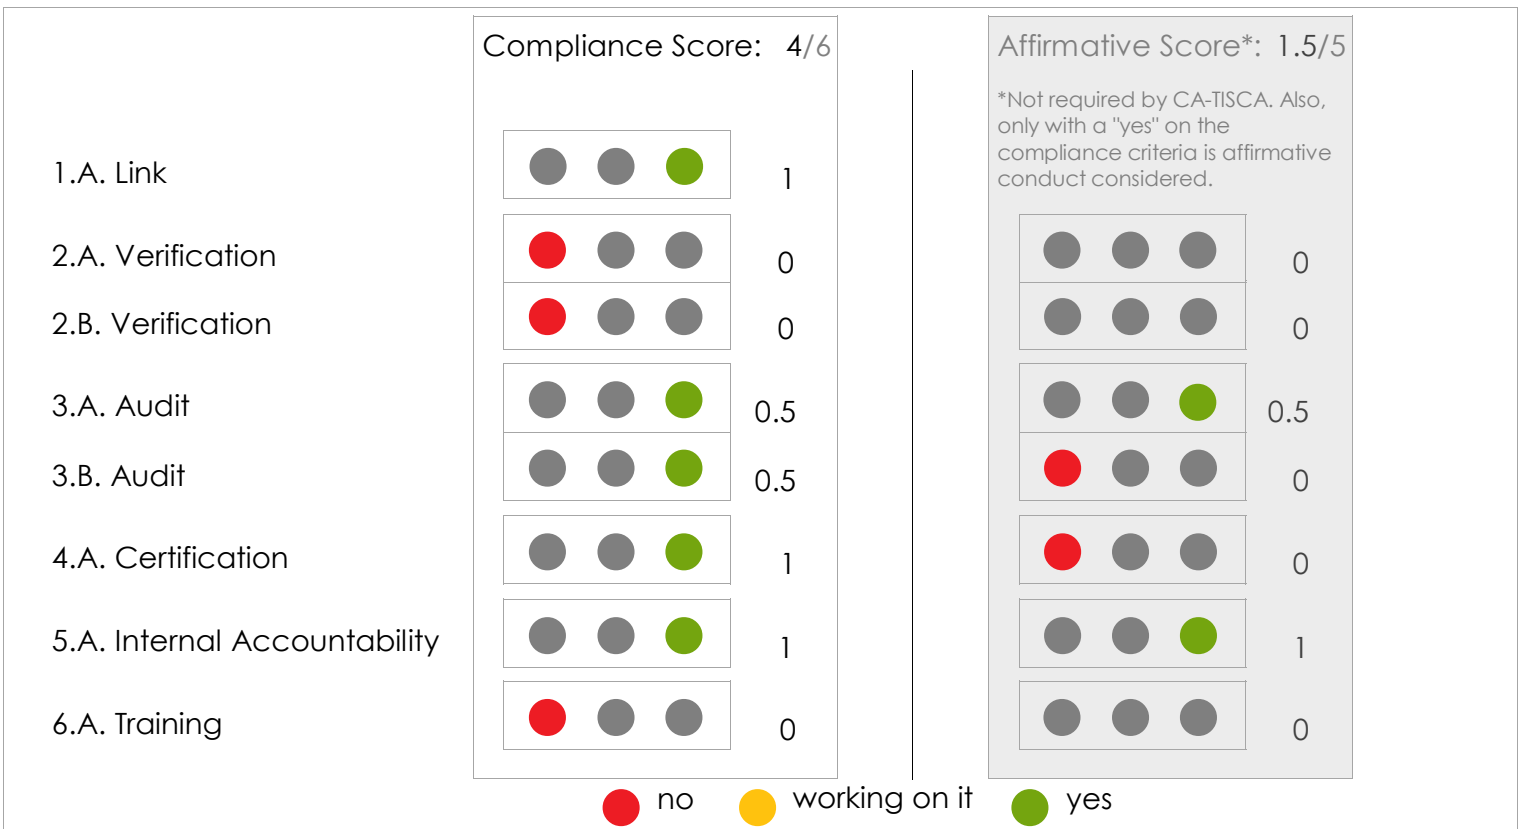 Compliance Score: 4/6
Affirmative Score*: 1.5/5
*Not required by CA-TISCA. Also,
only with a "yes" on the
compliance criteria is affirmative
conduct considered.
1.A. Link 1
2.A. Verification 0 0
2.B. Verification 0 0
3.A. Audit 0.5 0.5
3.B. Audit 0.5 0
4.A. Certification 1 0
5.A. Internal Accountability 1 1
6.A. Training 0 0
no working on it yes